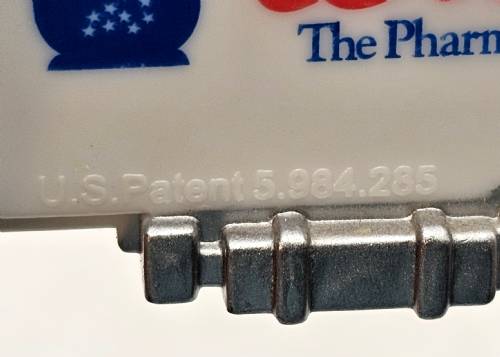 The Pharm
U.S. Patent 5.984.285